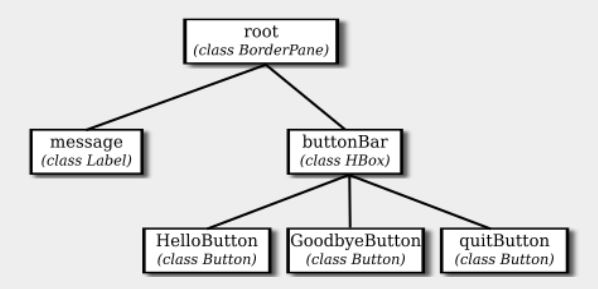 root
(class BorderPane)
message
(class Label)
buttonBar
(class HBox)
HelloButton
(class Button)
GoodbyeButton
(class Button)
quitButton
(class Button)